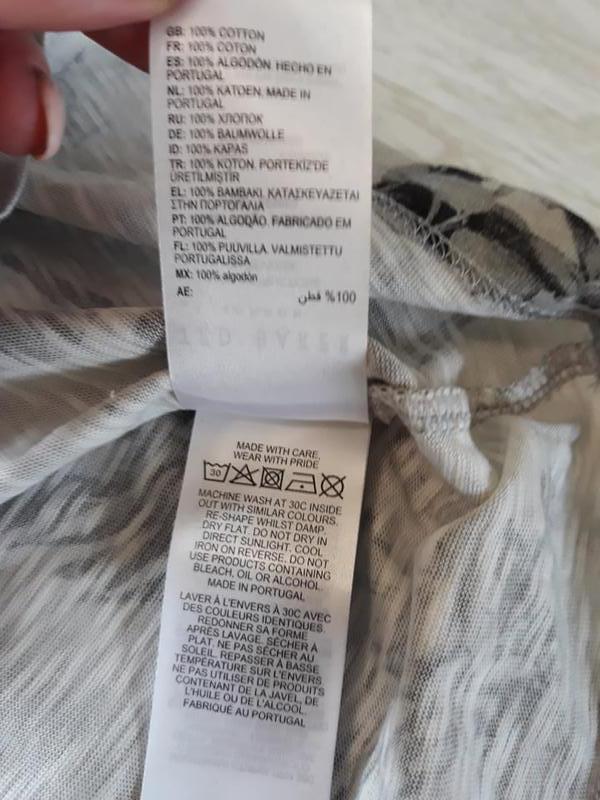 GB: 100% COTTON
FR: 100% COTON
ES: 100% ALGODÓN. HECHO EN
PORTUGAL
NL: 100% KATOEN. MADE IN
PORTUGAL
RU: 100% ХЛОПОК
DE: 100% BAUMWOLLE
ID: 100% KAPAS
TR: 100% KOTON. PORTEKİZ'DE
ÜRETİLMİŞTİR
EL: 100% ΒΑΜΒΑΚΙ. ΚΑΤΑΣΚΕΥΑΖΕΤΑΙ
ΣΤΗΝ ΠΟΡΤΟΓΑΛΙΑ
PT: 100% ALGODÃO. FABRICADO EM
PORTUGAL
FL: 100% PUUVILLA. VALMISTETTU
PORTUGALISSA
MX: 100% algodón
AE: 100% قطن
MADE WITH CARE,
WEAR WITH PRIDE
30
MACHINE WASH AT 30C INSIDE
OUT WITH SIMILAR COLOURS.
RE-SHAPE WHILST DAMP.
DRY FLAT. DO NOT DRY IN
DIRECT SUNLIGHT. COOL
IRON ON REVERSE. DO NOT
USE PRODUCTS CONTAINING
BLEACH, OIL OR ALCOHOL.
MADE IN PORTUGAL
LAVER À L'ENVERS À 30C AVEC
DES COULEURS IDENTIQUES.
REDONNER SA FORME
APRÈS LAVAGE. SÉCHER À
PLAT. NE PAS SÉCHER AU
SOLEIL. REPASSER À BASSE
TEMPÉRATURE SUR L'ENVERS
NE PAS UTILISER DE PRODUITS
CONTENANT DE LA JAVEL, DE
L'HUILE OU DE L'ALCOOL.
FABRIQUÉ AU PORTUGAL